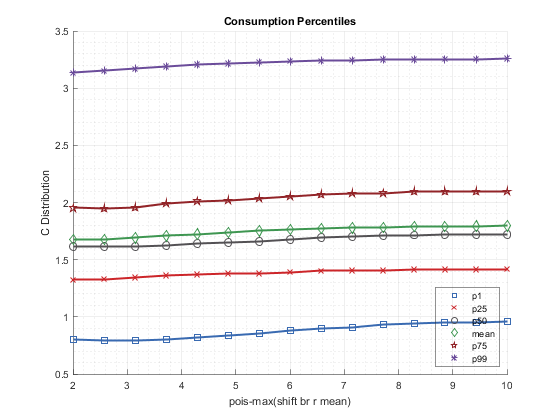 Consumption Percentiles
3.5
3
2.5
2
1.5
1
0.5
C Distribution
2 3 4 5 6 7 8 9 10
pois-max(shift br r mean)
p1
p25
p50
mean
p75
p99